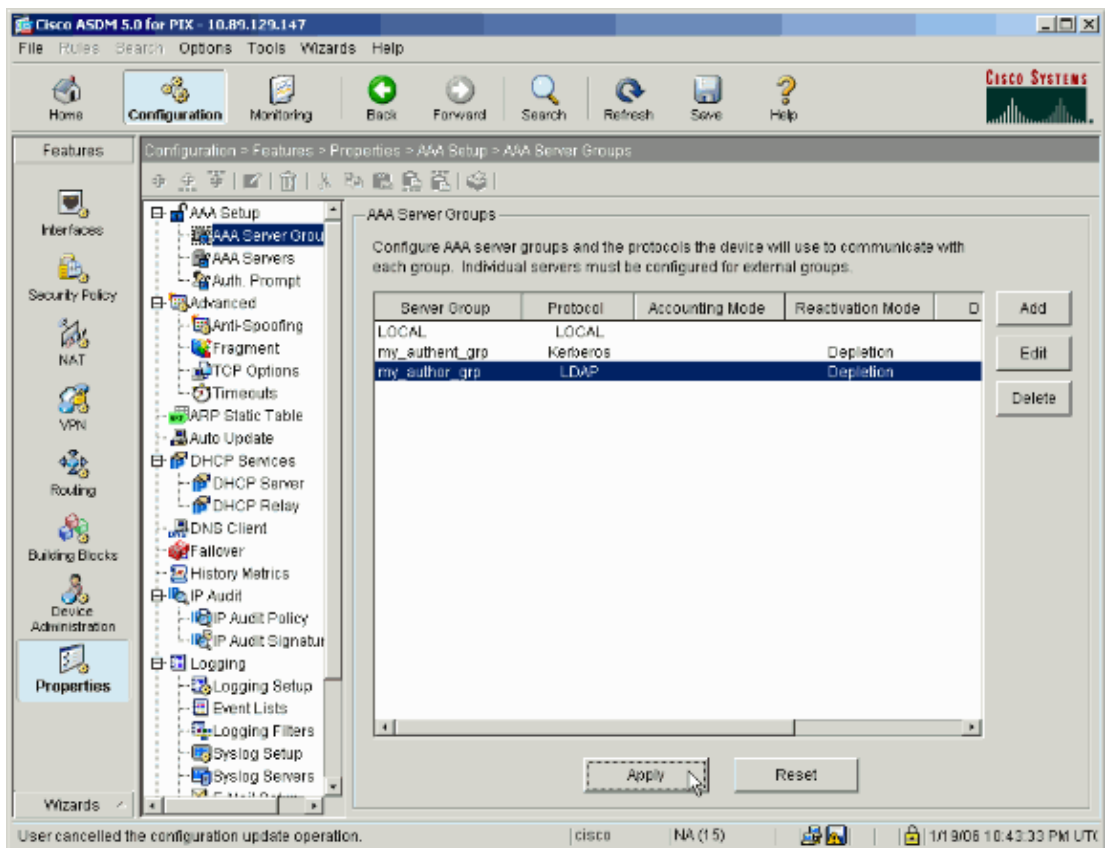 Cisco ASDM 5.0 for PIX - 10.89.129.147
File Rules Search Options Tools Wizards Help
Home
Configuration
Monitoring
Back
Forward
Search
Refresh
Save
Help
CISCO SYSTEMS
Features
Configuration > Features > Properties > AAA Setup > AAA Server Groups
Interfaces
Security Policy
NAT
VPN
Routing
Building Blocks
Device
Administration
Properties
Wizards
AAA Setup
AAA Server Grou
AAA Servers
Auth. Prompt
Advanced
Anti-Spoofing
Fragment
TCP Options
Timeouts
ARP Static Table
Auto Update
DHCP Services
DHCP Server
DHCP Relay
DNS Client
Failover
History Metrics
IP Audit
IP Audit Policy
IP Audit Signatur
Logging
Logging Setup
Event Lists
Logging Filters
Syslog Setup
Syslog Servers
AAA Server Groups
Configure AAA server groups and the protocols the device will use to communicate with
each group. Individual servers must be configured for external groups.
Server Group Protocol Accounting Mode Reactivation Mode D
LOCAL LOCAL
my_authent_grp Kerberos Depletion
my_author_grp LDAP Depletion
Add
Edit
Delete
Apply Reset
User cancelled the configuration update operation. cisco NA (15) 1/19/06 10:43:33 PM UTC